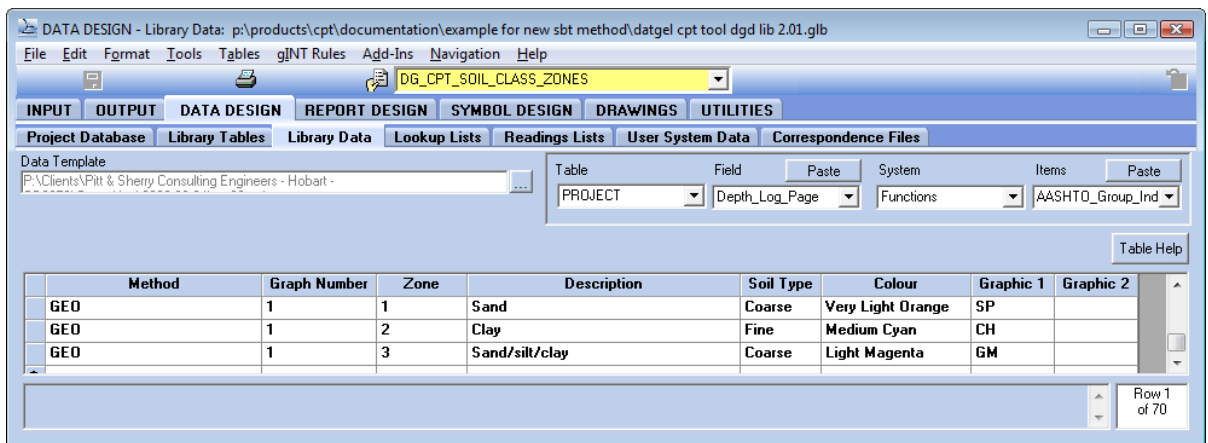 DATA DESIGN - Library Data: p:\products\cpt\documentation\example for new sbt method\datgel cpt tool dgd lib 2.01.glb
File Edit Format Tools Tables gINT Rules Add-Ins Navigation Help
DG_CPT_SOIL_CLASS_ZONES
INPUT OUTPUT DATA DESIGN REPORT DESIGN SYMBOL DESIGN DRAWINGS UTILITIES
Project Database Library Tables Library Data Lookup Lists Readings Lists User System Data Correspondence Files
Data Template
P:\Clients\Pitt & Sherry Consulting Engineers - Hobart -
...
Table Field Paste System Items Paste
PROJECT Depth_Log_Page Functions AASHTO_Group_Ind
Table Help
Method Graph Number Zone Description Soil Type Colour Graphic 1 Graphic 2
GEO 1 1 Sand Coarse Very Light Orange SP
GEO 1 2 Clay Fine Medium Cyan CH
GEO 1 3 Sand/silt/clay Coarse Light Magenta GM
Row 1
of 70